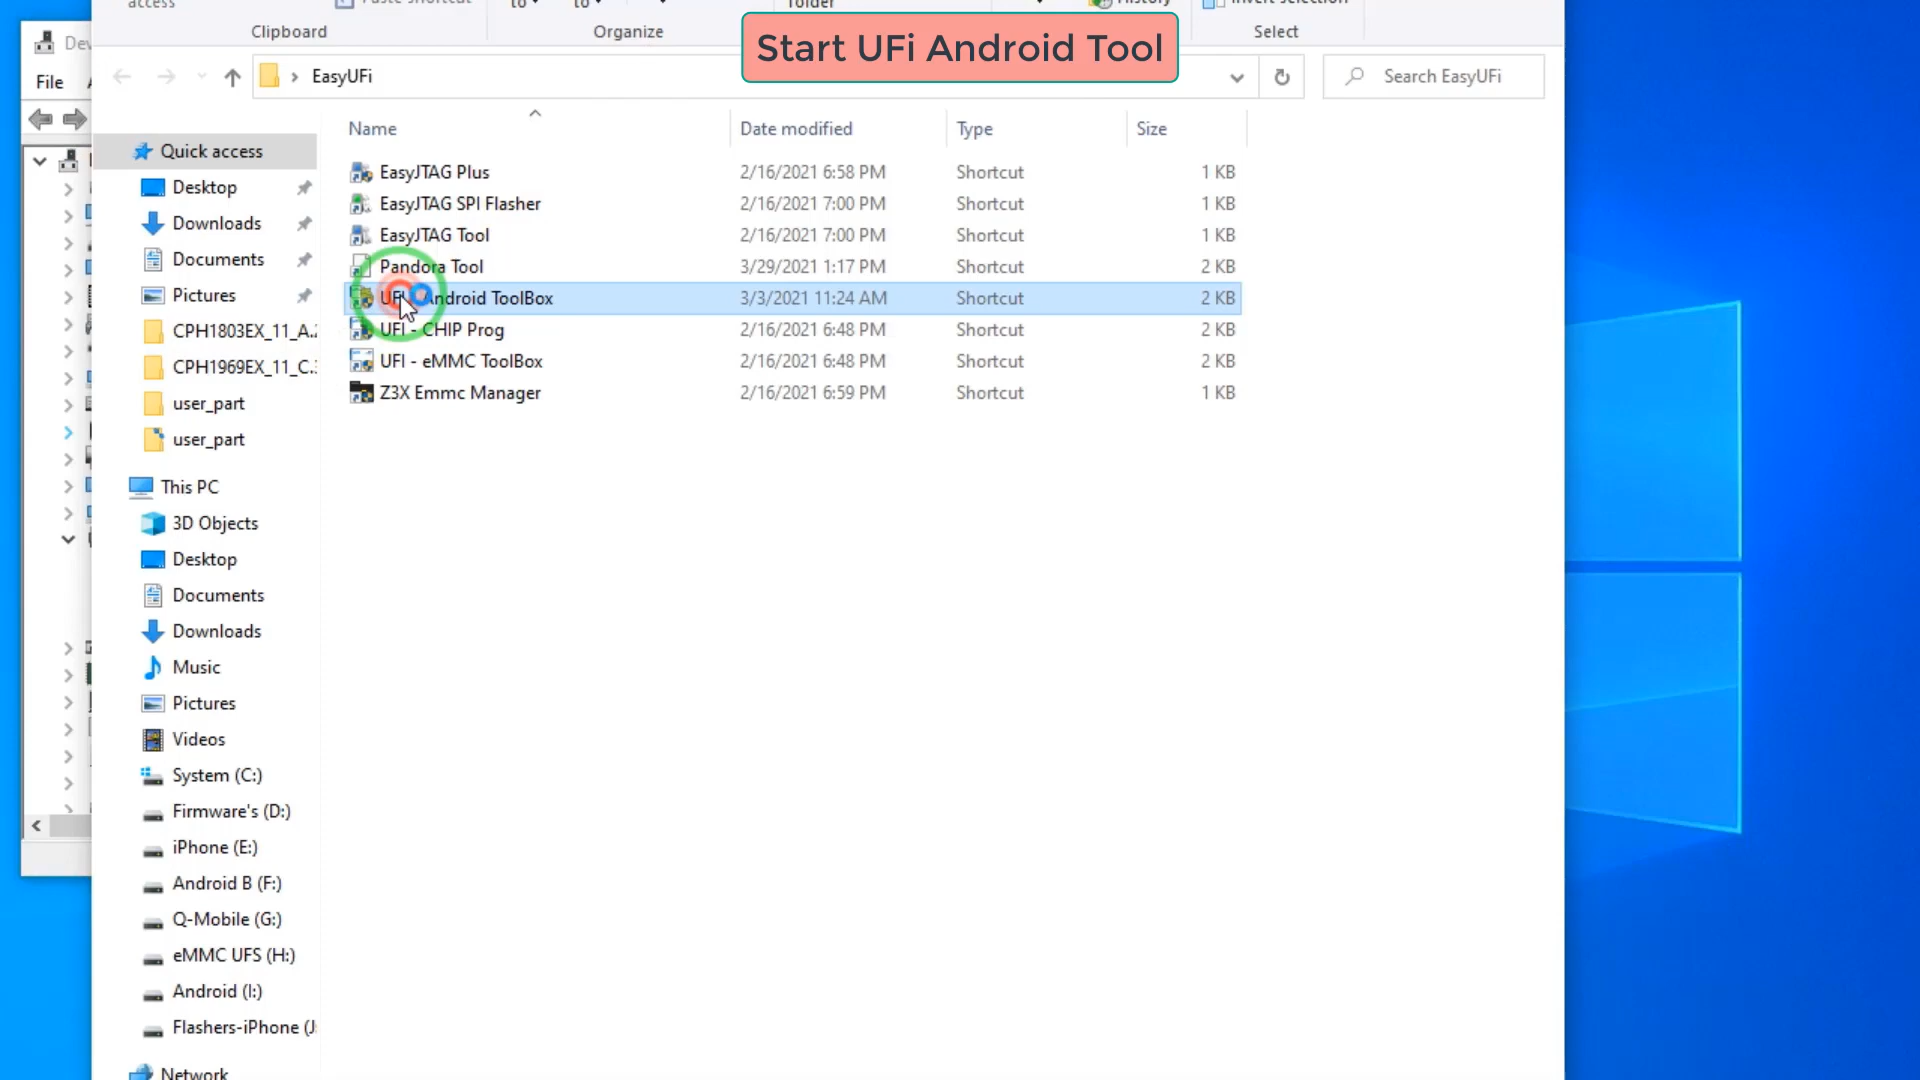 access
Paste shortcut
to
to
folder
History
Invert selection
Clipboard
Organize
Select
Start UFi Android Tool
File
EasyUFi
Search EasyUFi
Name
Date modified
Type
Size
EasyJTAG Plus 2/16/2021 6:58 PM Shortcut 1 KB
EasyJTAG SPI Flasher 2/16/2021 7:00 PM Shortcut 1 KB
EasyJTAG Tool 2/16/2021 7:00 PM Shortcut 1 KB
Pandora Tool 3/29/2021 1:17 PM Shortcut 2 KB
UFI - Android ToolBox 3/3/2021 11:24 AM Shortcut 2 KB
UFI - CHIP Prog 2/16/2021 6:48 PM Shortcut 2 KB
UFI - eMMC ToolBox 2/16/2021 6:48 PM Shortcut 2 KB
Z3X Emmc Manager 2/16/2021 6:59 PM Shortcut 1 KB
Quick access
Desktop
Downloads
Documents
Pictures
CPH1803EX_11_A.
CPH1969EX_11_C.
user_part
user_part
This PC
3D Objects
Desktop
Documents
Downloads
Music
Pictures
Videos
System (C:)
Firmware's (D:)
iPhone (E:)
Android B (F:)
Q-Mobile (G:)
eMMC UFS (H:)
Android (I:)
Flashers-iPhone (J:
Network